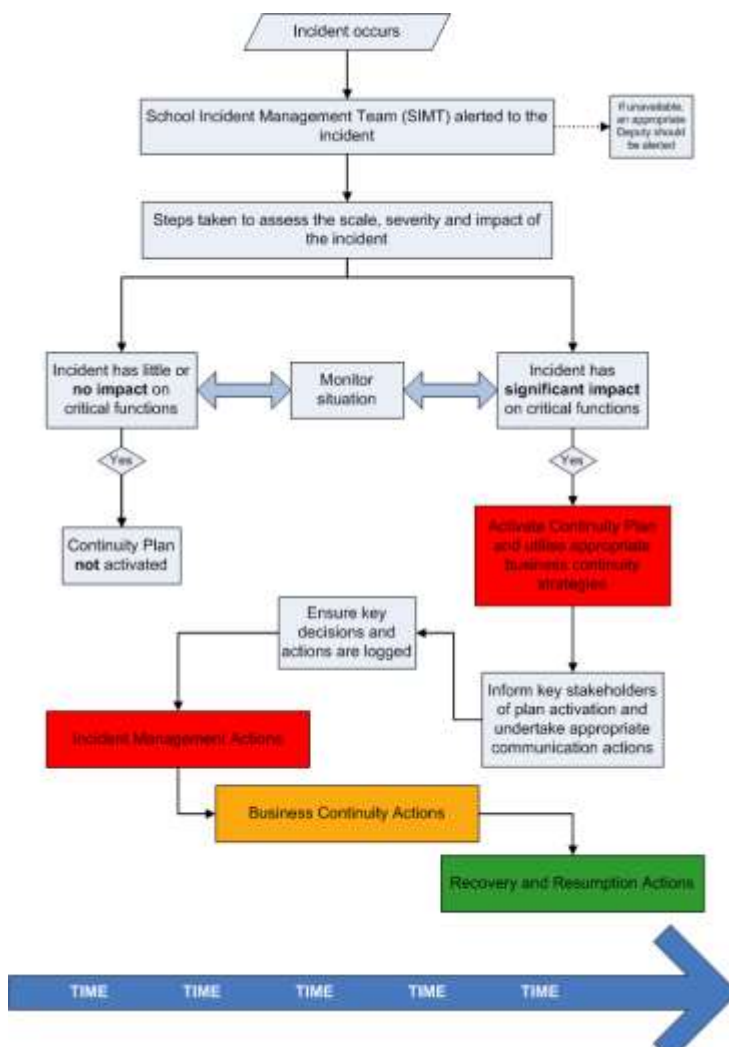 Incident occurs
School Incident Management Team (SIMT) alerted to the
incident
If unavailable,
an appropriate
Deputy should
be alerted
Steps taken to assess the scale, severity and impact of
the incident
Incident has little or
no impact on
critical functions
Monitor
situation
Incident has
significant impact
on critical functions
Yes
Yes
Continuity Plan
not activated
Activate Continuity Plan
and utilise appropriate
business continuity
strategies
Ensure key
decisions and
actions are logged
Inform key stakeholders
of plan activation and
undertake appropriate
communication actions
Incident Management Actions
Business Continuity Actions
Recovery and Resumption Actions
TIME TIME TIME TIME TIME